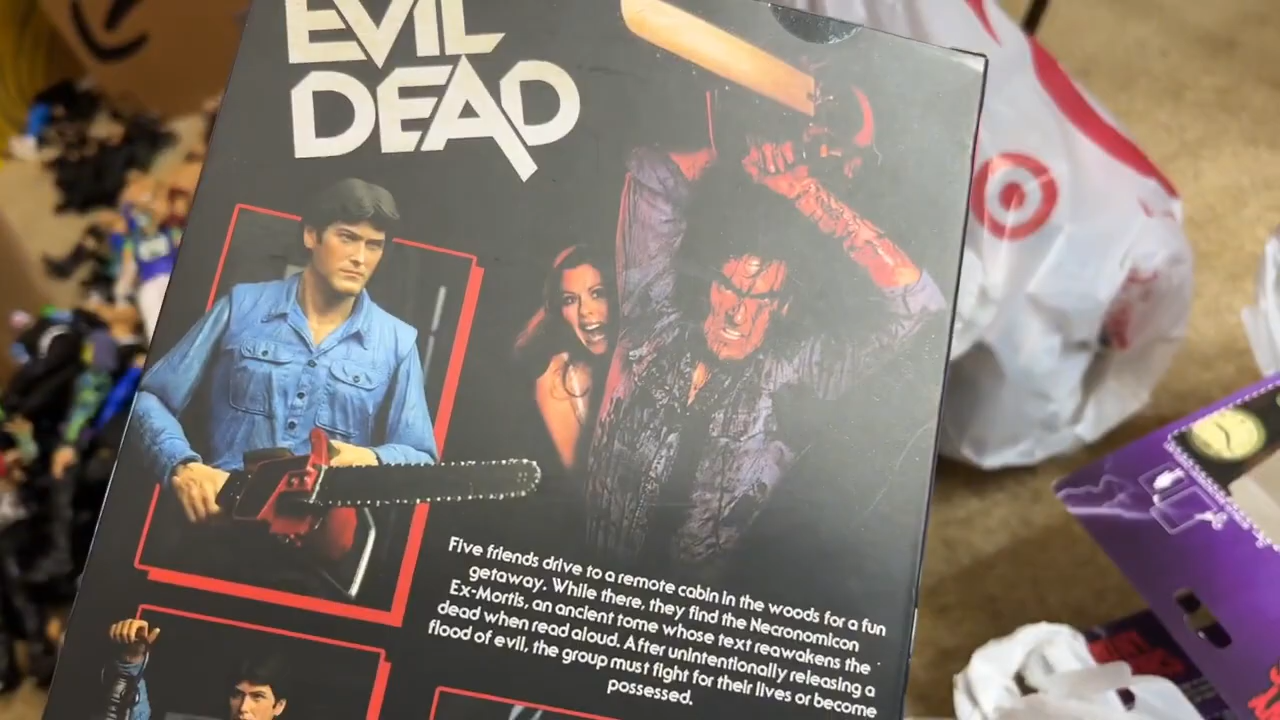 EVIL
DEAD
Five friends drive to a remote cabin in the woods for a fun
getaway. While there, they find the Necronomicon
Ex-Mortis, an ancient tome whose text reawakens the
dead when read aloud. After unintentionally releasing a
flood of evil, the group must fight for their lives or become
possessed.